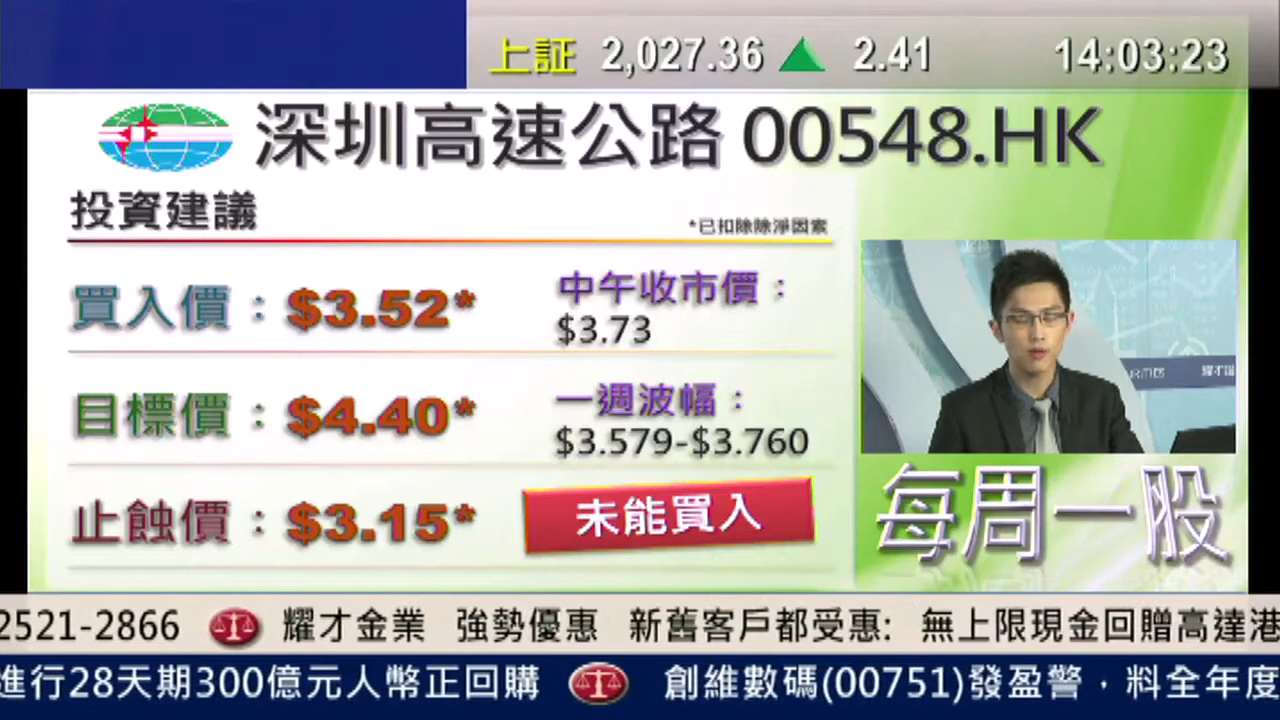 上証 2,027.36 ▲ 2.41 14:03:23
深圳高速公路 00548.HK
投資建議
*已扣除除淨因素
買入價：$3.52*
中午收市價：
$3.73
目標價：$4.40*
一週波幅：
$3.579-$3.760
止蝕價：$3.15*
未能買入
耀才證
每周一股
2521-2866 耀才金業 強勢優惠 新舊客戶都受惠: 無上限現金回贈高達港
進行28天期300億元人幣正回購 創維數碼(00751)發盈警，料全年度